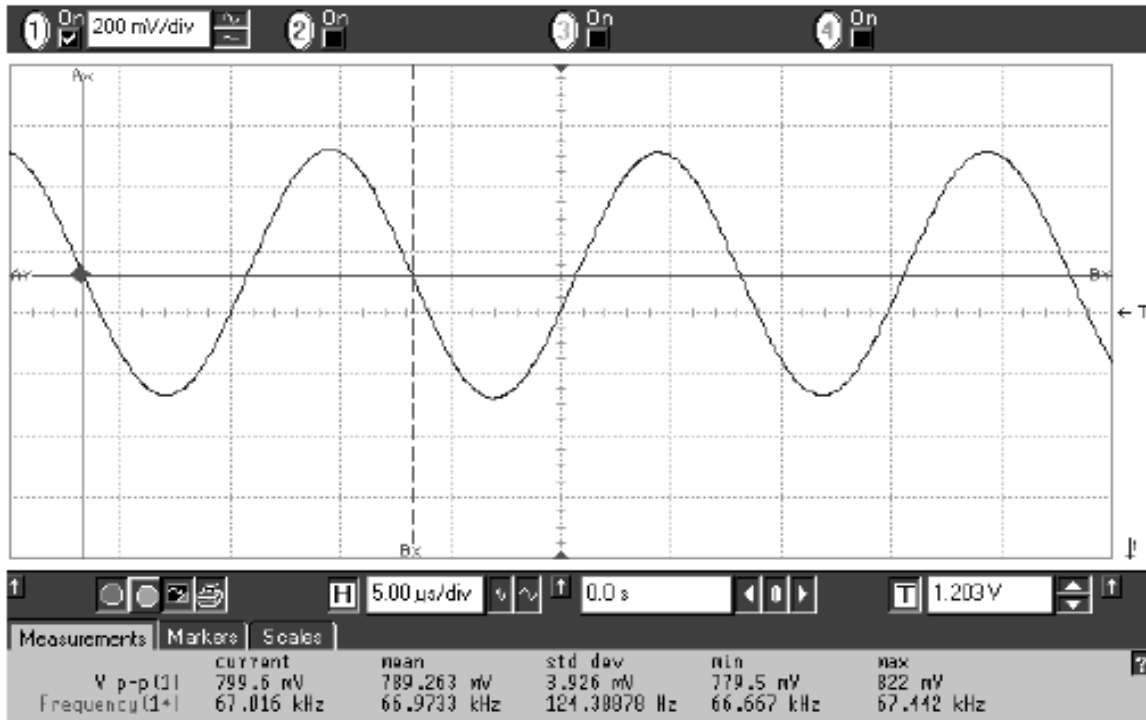 1 On 200 mV/div 2 On 3 On 4 On
Ax
AY BY
T
Bx
H 5.00 µs/div 0.0 s 0 T 1.203 V
Measurements Markers Scales
current mean std dev min max ?
V p-p(1) 799.6 mV 789.263 mV 3.926 mV 779.5 mV 822 mV
Frequency(1+) 67.016 kHz 66.9733 kHz 124.38878 Hz 66.667 kHz 67.442 kHz